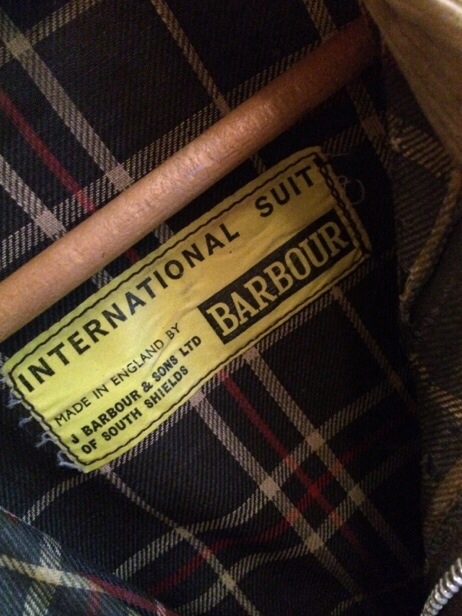 INTERNATIONAL SUIT
BARBOUR
MADE IN ENGLAND BY
J BARBOUR & SONS LTD
OF SOUTH SHIELDS